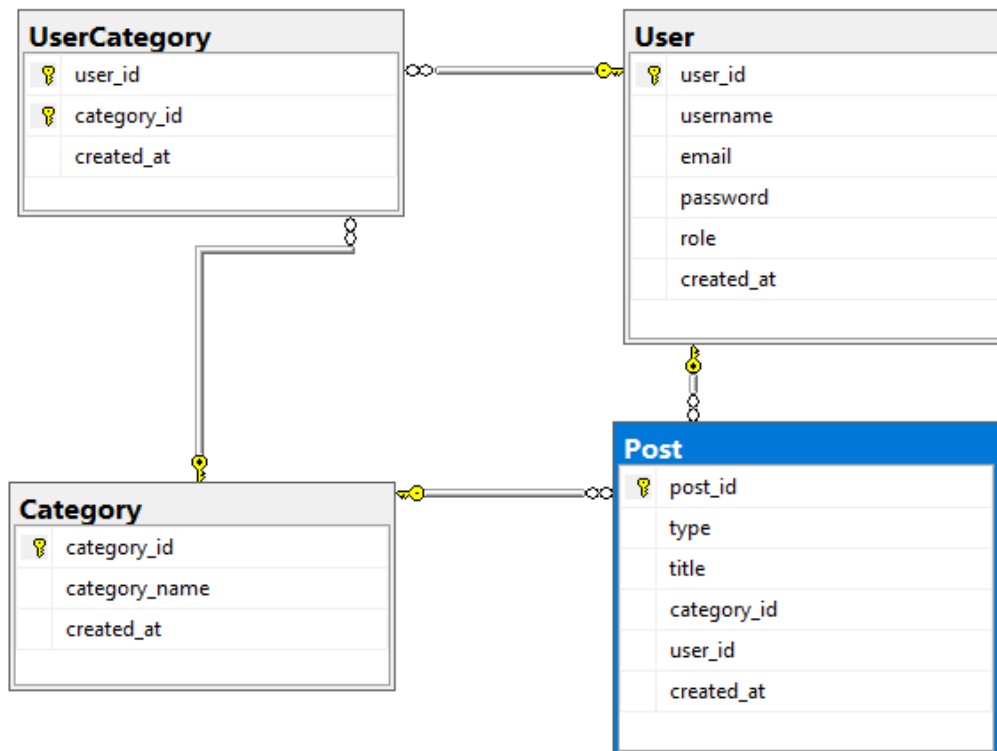 UserCategory
user_id
category_id
created_at
User
user_id
username
email
password
role
created_at
Category
category_id
category_name
created_at
Post
post_id
type
title
category_id
user_id
created_at